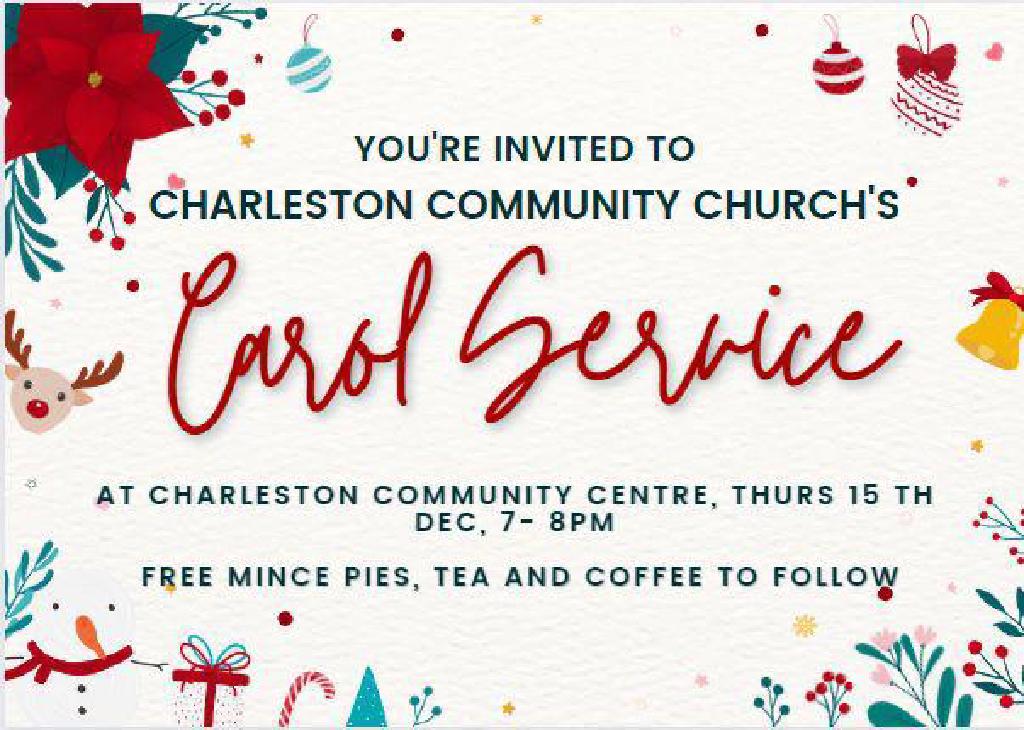 YOU'RE INVITED TO
CHARLESTON COMMUNITY CHURCH'S
Carol Service
AT CHARLESTON COMMUNITY CENTRE, THURS 15 TH
DEC, 7- 8PM
FREE MINCE PIES, TEA AND COFFEE TO FOLLOW